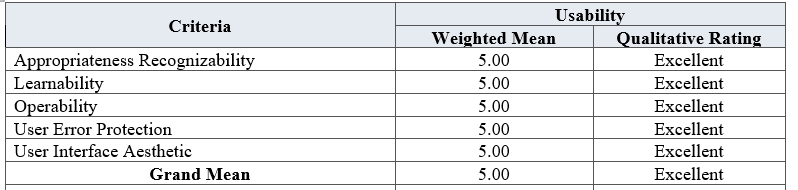 Criteria Usability
Weighted Mean Qualitative Rating
Appropriateness Recognizability 5.00 Excellent
Learnability 5.00 Excellent
Operability 5.00 Excellent
User Error Protection 5.00 Excellent
User Interface Aesthetic 5.00 Excellent
Grand Mean 5.00 Excellent